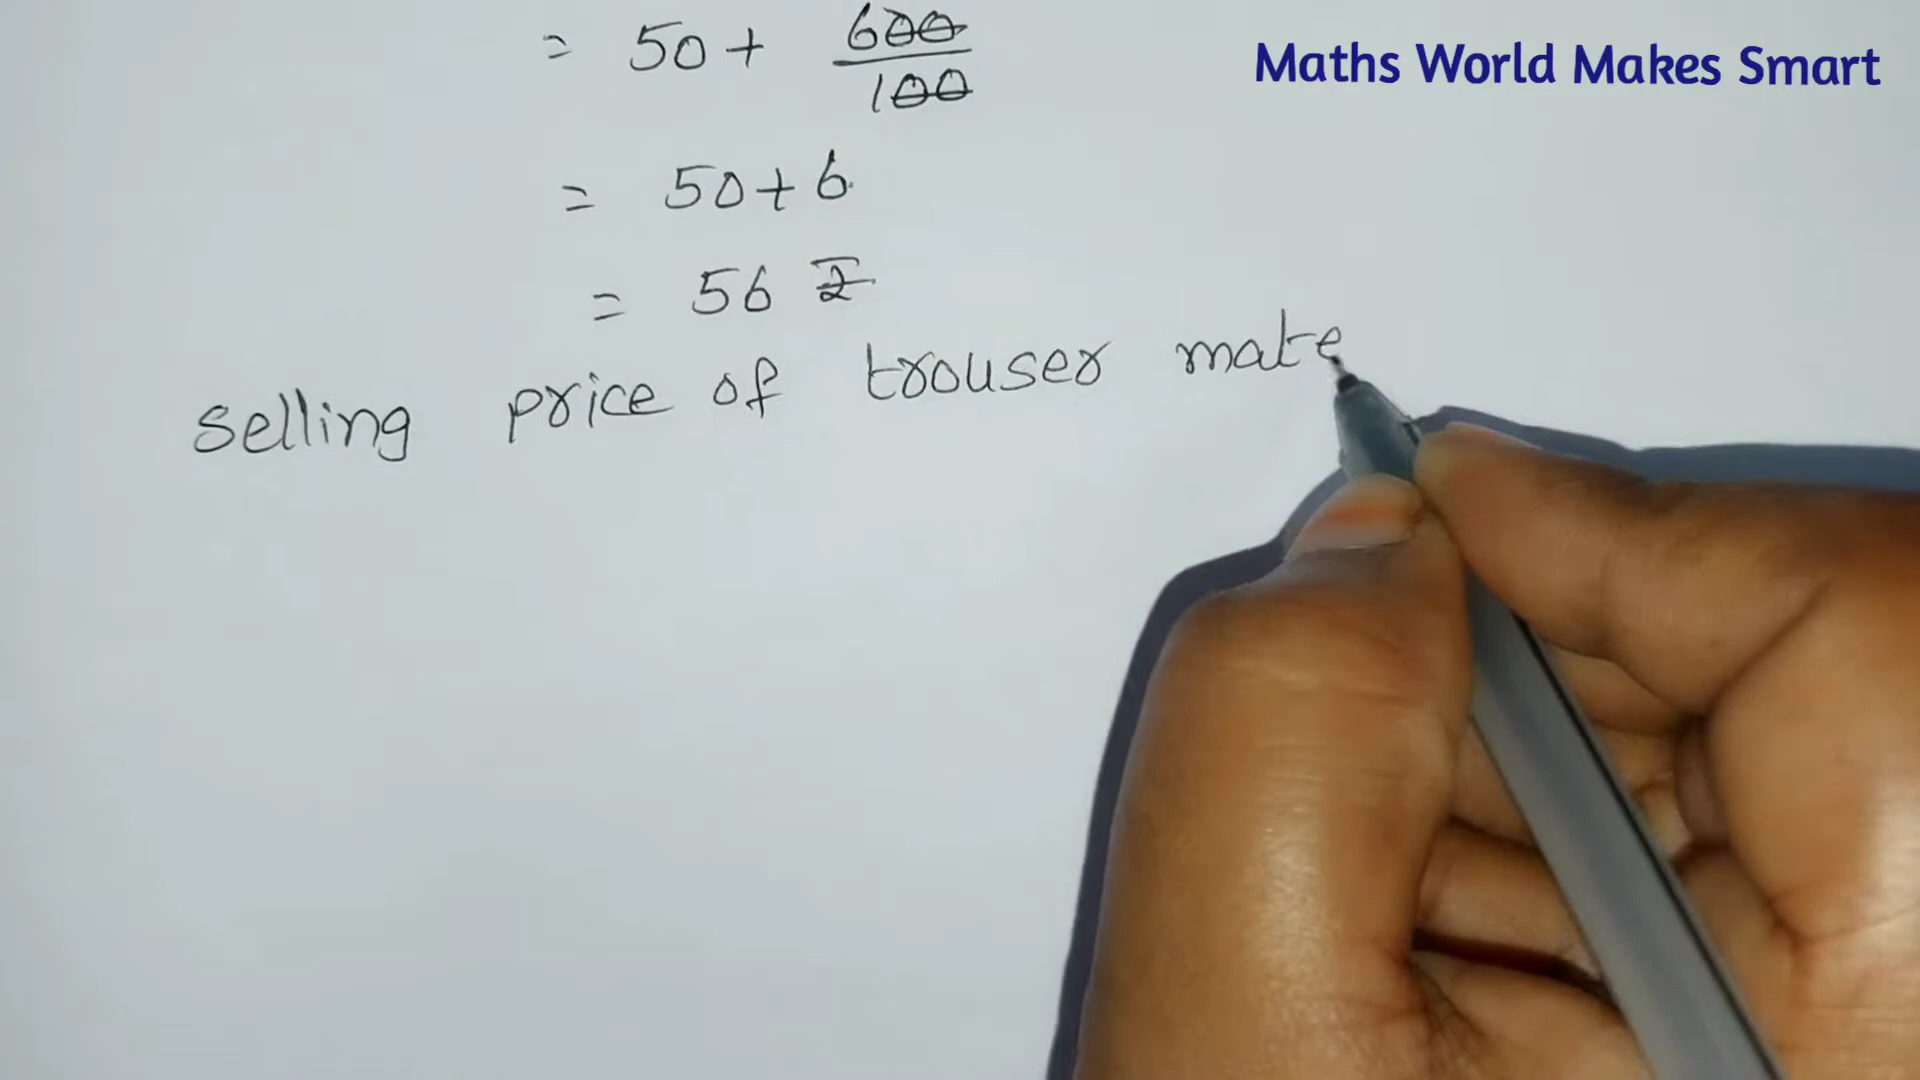 = 50 + 600/100
Maths World Makes Smart
= 50 + 6
= 56 ₹
selling price of trouser mate